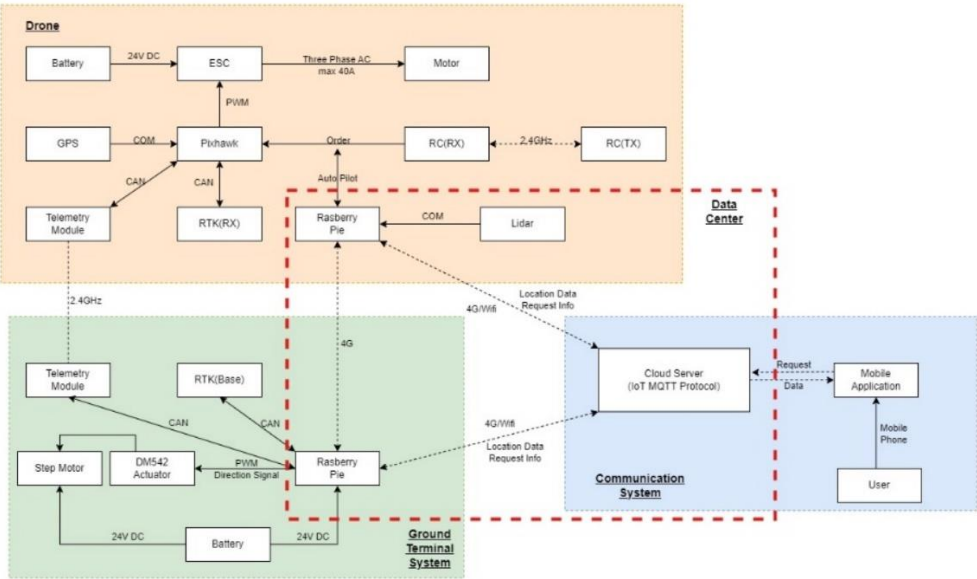 Drone
Battery
24V DC
ESC
Three Phase AC
max 40A
Motor
PWM
GPS
COM
Pixhawk
Order
RC(RX)
2.4GHz
RC(TX)
CAN
CAN
Auto Pilot
Telemetry
Module
RTK(RX)
Rasberry
Pie
COM
Lidar
Data
Center
2.4GHz
4G
4G/Wifi
Location Data
Request Info
Telemetry
Module
RTK(Base)
Cloud Server
(IoT MQTT Protocol)
Request
Data
Mobile
Application
CAN
CAN
4G/Wifi
Location Data
Request Info
Mobile
Phone
Step Motor
DM542
Actuator
PWM
Direction Signal
Rasberry
Pie
Communication
System
User
24V DC
Battery
24V DC
Ground
Terminal
System